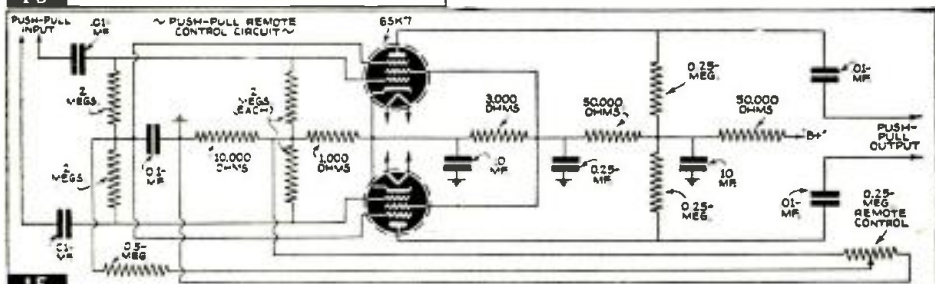 PUSH-PULL
INPUT
.01-
MF.
~ PUSH-PULL REMOTE
CONTROL CIRCUIT ~
6SK7
2
MEGS.
2
MEGS.
(EACH)
0.1-
MF.
10,000
OHMS
1,000
OHMS
2
MEGS.
.01-
MF.
0.5-
MEG.
3,000
OHMS
10
MF.
50,000
OHMS
0.25-
MF.
0.25-
MEG.
0.25-
MEG.
50,000
OHMS
"B+"
10
MF.
.01-
MF.
PUSH-
PULL
OUTPUT
.01-
MF.
0.25-
MEG.
REMOTE
CONTROL